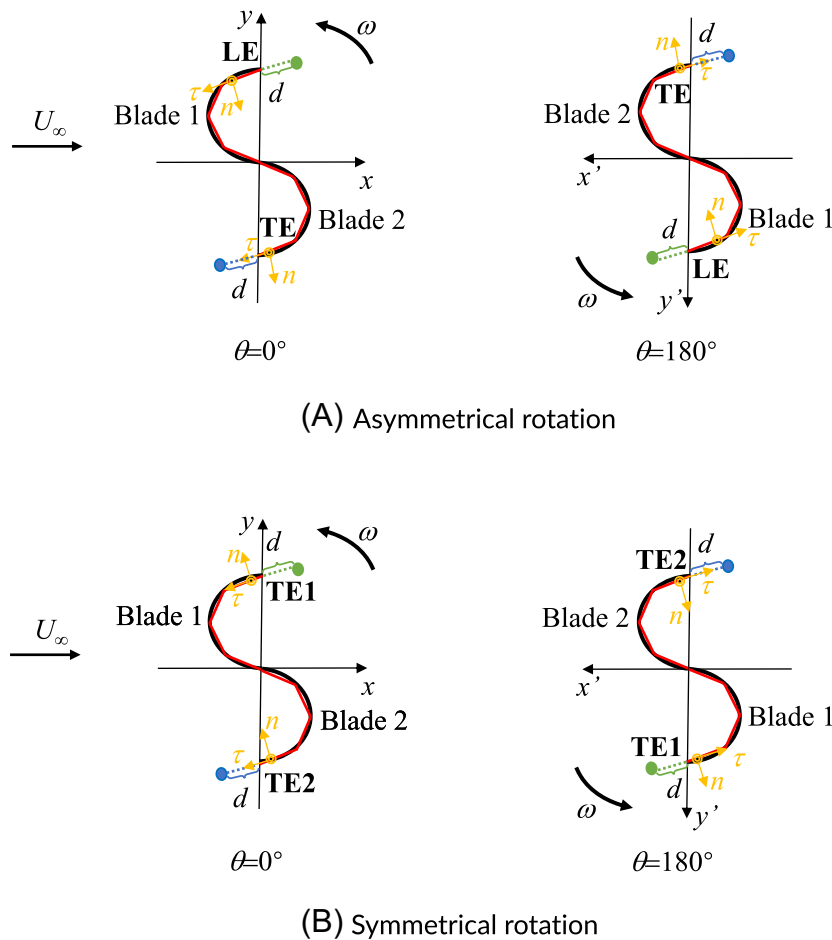 y
ω
y
LE
d
n
d
τ
n
τ
TE
Blade 1
Blade 2
U∞
x
x’
n
TE
Blade 2
Blade 1
τ
d
τ
n
LE
d
ω
y’
θ=0°
θ=180°
(A) Asymmetrical rotation
y
ω
d
TE2
d
n
TE1
τ
τ
n
Blade 1
Blade 2
U∞
x
x’
n
Blade 2
Blade 1
TE1
τ
τ
d
TE2
n
ω
y’
θ=0°
θ=180°
(B) Symmetrical rotation